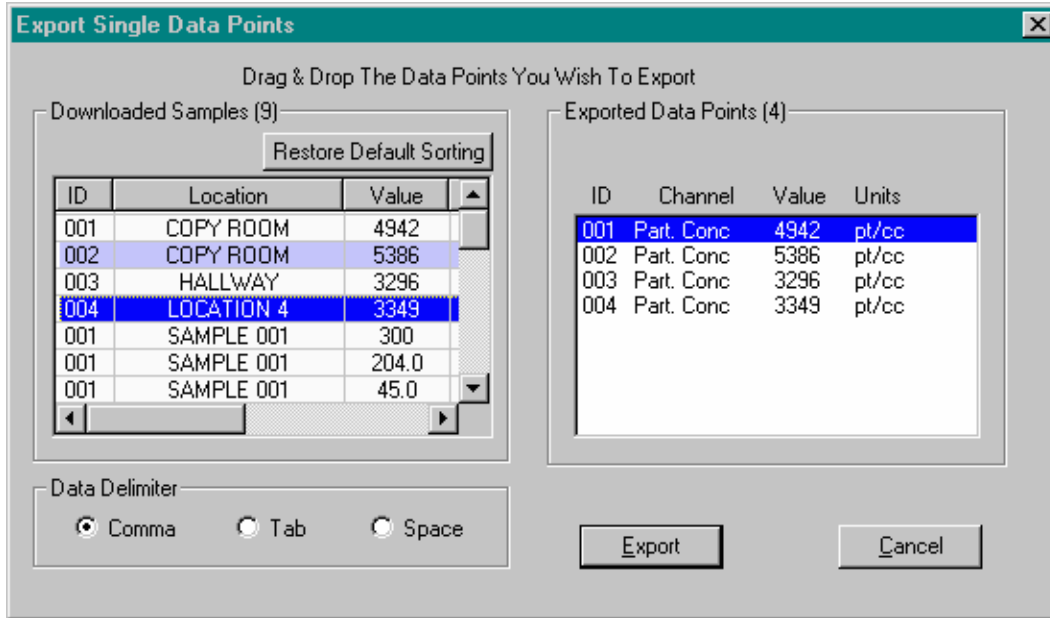 Export Single Data Points
Drag & Drop The Data Points You Wish To Export
Downloaded Samples (9)
Restore Default Sorting
ID Location Value
001 COPY ROOM 4942
002 COPY ROOM 5386
003 HALLWAY 3296
004 LOCATION 4 3349
001 SAMPLE 001 300
001 SAMPLE 001 204.0
001 SAMPLE 001 45.0
Exported Data Points (4)
ID Channel Value Units
001 Part. Conc 4942 pt/cc
002 Part. Conc 5386 pt/cc
003 Part. Conc 3296 pt/cc
004 Part. Conc 3349 pt/cc
Data Delimiter
Comma Tab Space
Export Cancel